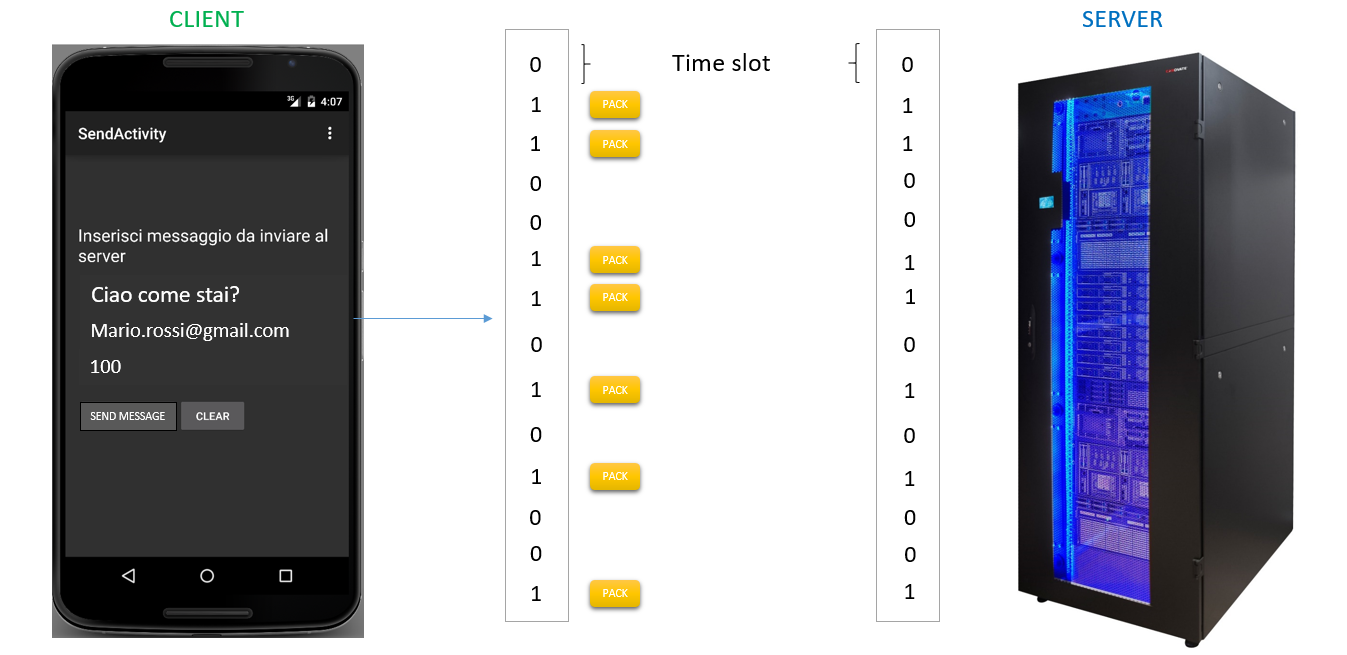 CLIENT
SERVER
3G 4:07
SendActivity
Inserisci messaggio da inviare al
server
Ciao come stai?
Mario.rossi@gmail.com
100
SEND MESSAGE CLEAR
Time slot
0 0
1 PACK 1
1 PACK 1
0 0
0 0
1 PACK 1
1 PACK 1
0 0
1 PACK 1
0 0
1 PACK 1
0 0
0 0
1 PACK 1